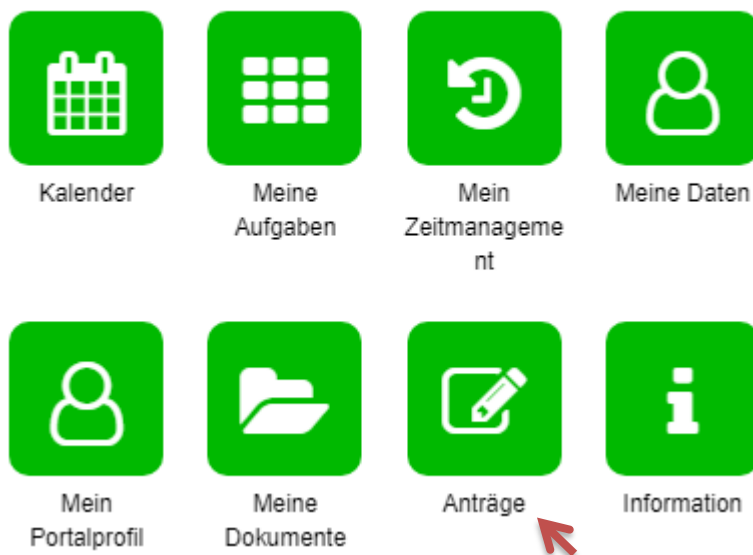 Kalender
Meine
Aufgaben
Mein
Zeitmanageme
nt
Meine Daten
Mein
Portalprofil
Meine
Dokumente
Anträge
Information